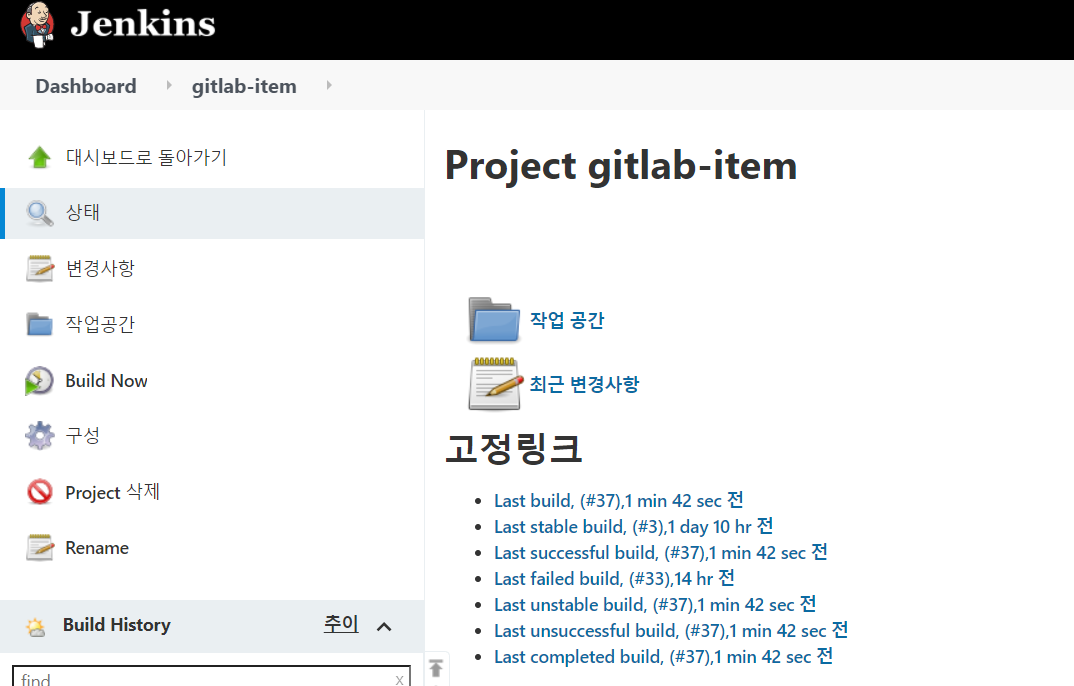 Jenkins
Dashboard gitlab-item
대시보드로 돌아가기
상태
변경사항
작업공간
Build Now
구성
Project 삭제
Rename
Build History 추이
find x
Project gitlab-item
작업 공간
최근 변경사항
고정링크
Last build, (#37),1 min 42 sec 전
Last stable build, (#3),1 day 10 hr 전
Last successful build, (#37),1 min 42 sec 전
Last failed build, (#33),14 hr 전
Last unstable build, (#37),1 min 42 sec 전
Last unsuccessful build, (#37),1 min 42 sec 전
Last completed build, (#37),1 min 42 sec 전